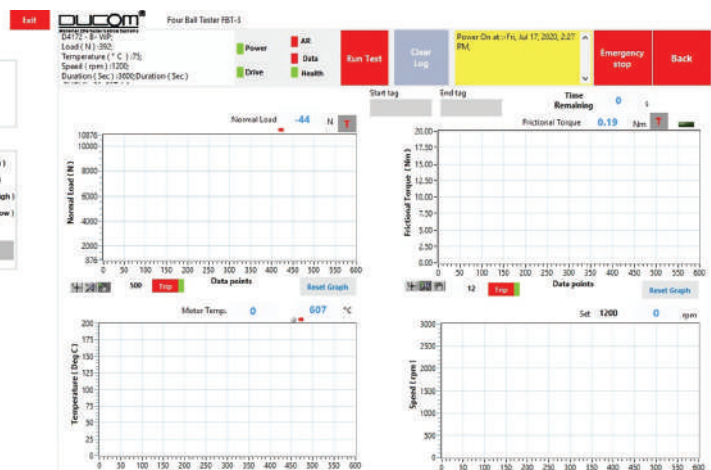 Exit
DUCOM
Four Ball Tester FBT-3
D4172 - B- WP;
Load ( N ) :392;
Temperature ( ° C ) :75;
Speed ( rpm ) :1200;
Duration ( Sec ) :3600;Duration ( Sec )
Power
Drive
AR
Data
Health
Run Test
Clear
Log
Power On at :- Fri, Jul 17, 2020, 2:27
PM,
Emergency
stop
Back
Start tag
End tag
Time
Remaining
0
s
Normal Load
-44
N
T
Frictional Torque
0.19
Nm
T
Normal Load ( N )
10876
10000
8000
6000
4000
2000
876
0 50 100 150 200 250 300 350 400 450 500 550 600
500
Trip
Data points
Reset Graph
Frictional Torque ( Nm )
20.00
17.50
15.00
12.50
10.00
7.50
5.00
2.50
0.00
0 50 100 150 200 250 300 350 400 450 500 550 600
12
Trip
Data points
Reset Graph
Motor Temp.
0
607
°C
Temperature ( Deg C )
200
175
150
125
100
75
50
25
0
0 50 100 150 200 250 300 350 400 450 500 550 600
Set
1200
0
rpm
Speed ( rpm )
3000
2500
2000
1500
1000
500
0
0 50 100 150 200 250 300 350 400 450 500 550 600